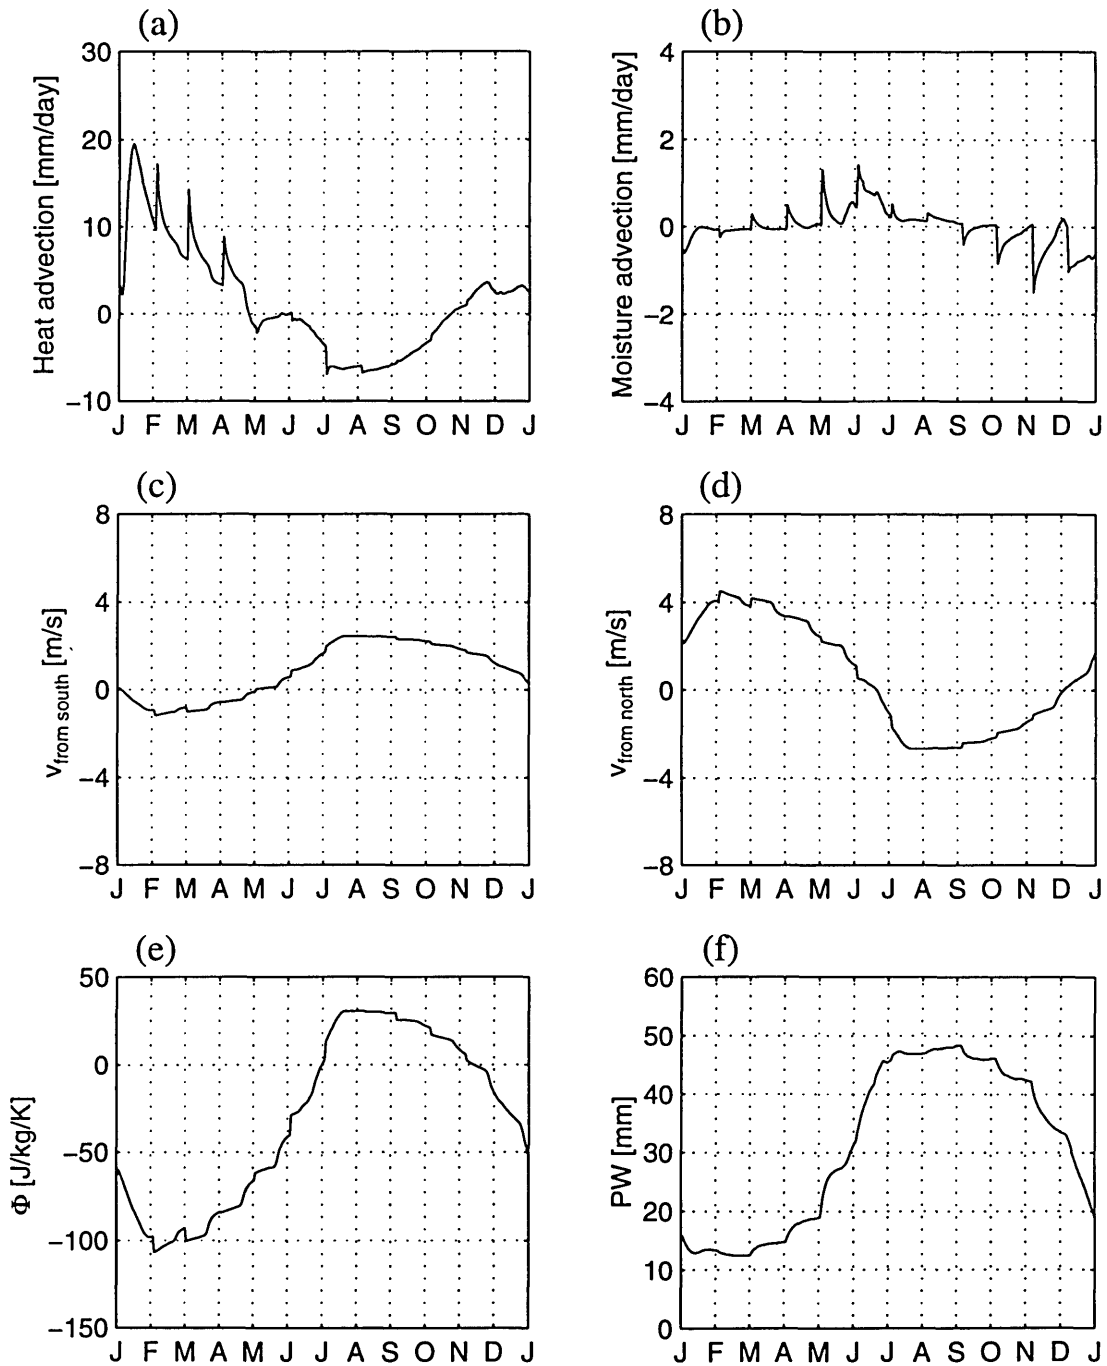 (a)
(b)
Heat advection [mm/day]
30
20
10
0
−10
J F M A M J J A S O N D J
Moisture advection [mm/day]
4
2
0
−2
−4
J F M A M J J A S O N D J
(c)
(d)
v from south [m/s]
8
4
0
−4
−8
J F M A M J J A S O N D J
v from north [m/s]
8
4
0
−4
−8
J F M A M J J A S O N D J
(e)
(f)
Φ [J/kg/K]
50
0
−50
−100
−150
J F M A M J J A S O N D J
PW [mm]
60
50
40
30
20
10
0
J F M A M J J A S O N D J